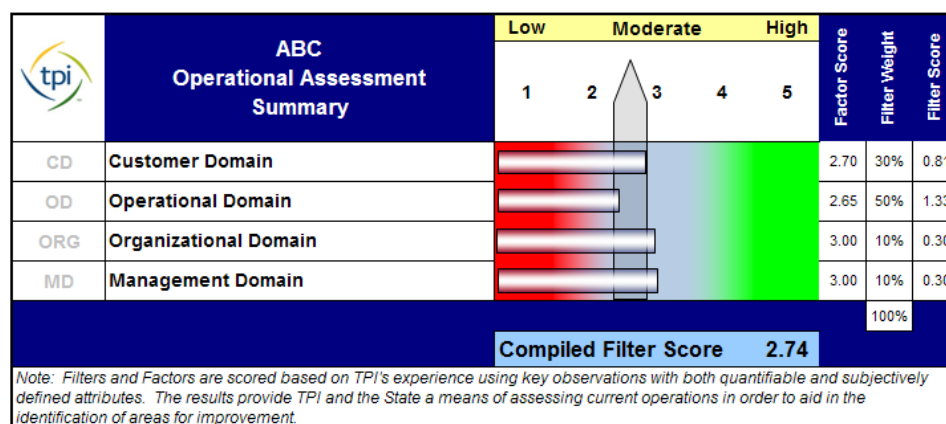 tpi
ABC
Operational Assessment
Summary
Low Moderate High
1 2 3 4 5
Factor Score
Filter Weight
Filter Score
CD Customer Domain 2.70 30% 0.81
OD Operational Domain 2.65 50% 1.33
ORG Organizational Domain 3.00 10% 0.30
MD Management Domain 3.00 10% 0.30
100%
Compiled Filter Score 2.74
Note: Filters and Factors are scored based on TPI's experience using key observations with both quantifiable and subjectively
defined attributes. The results provide TPI and the State a means of assessing current operations in order to aid in the
identification of areas for improvement.